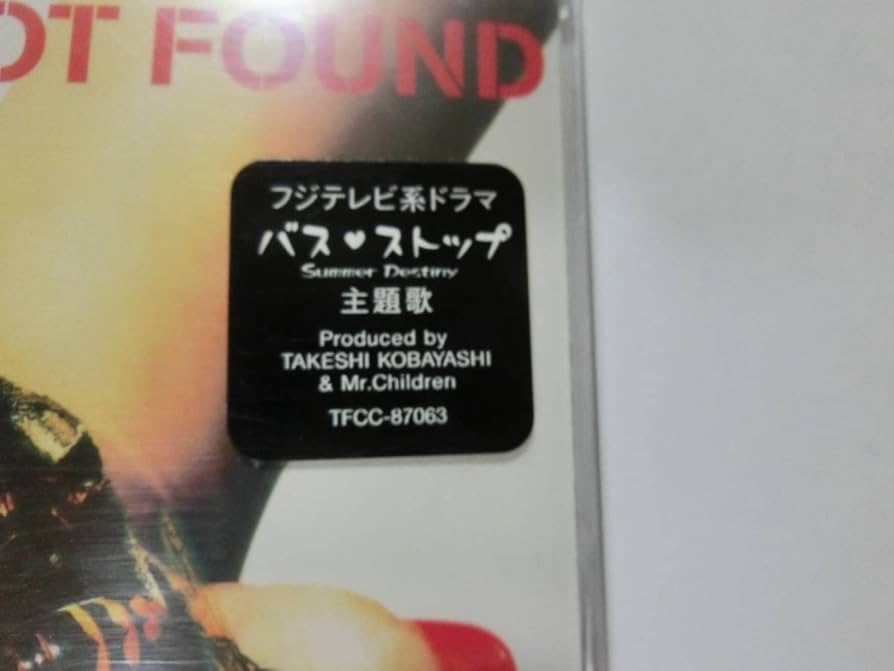 OT FOUND
フジテレビ系ドラマ
バス♥ストップ
Summer Destiny
主題歌
Produced by
TAKESHI KOBAYASHI
& Mr.Children
TFCC-87063